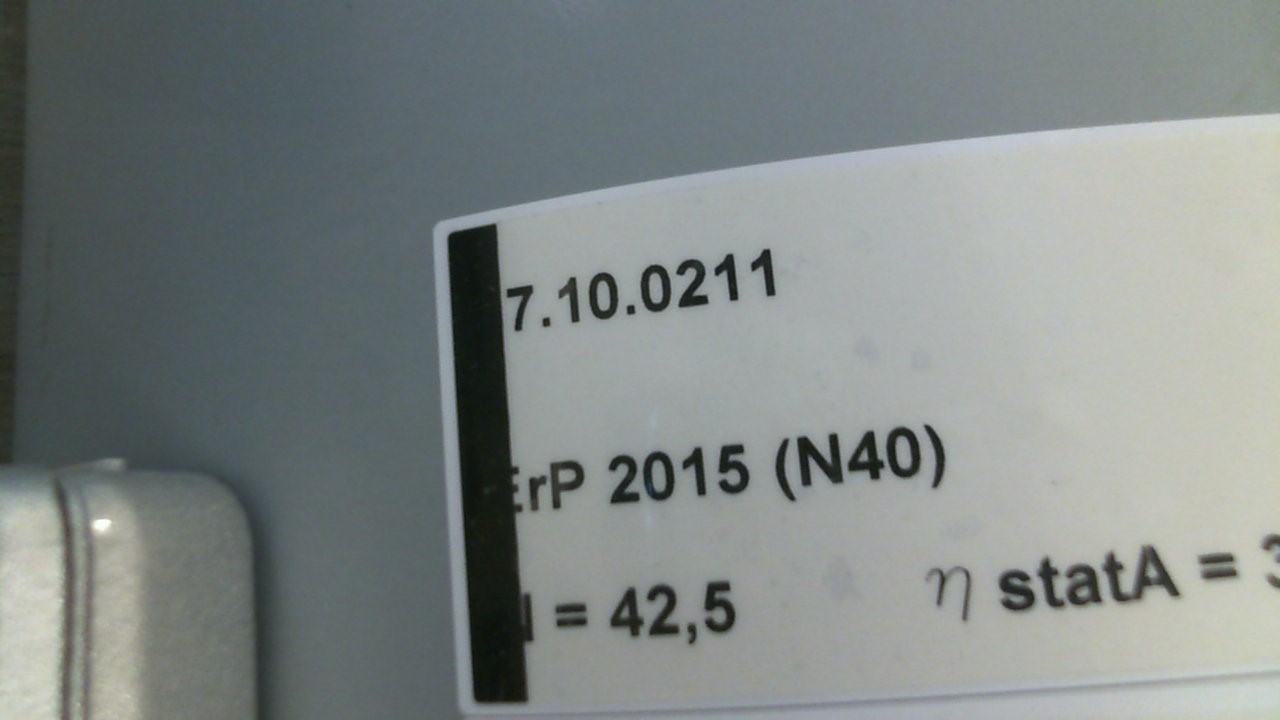 7.10.0211
ErP 2015 (N40)
= 42,5 η statA =